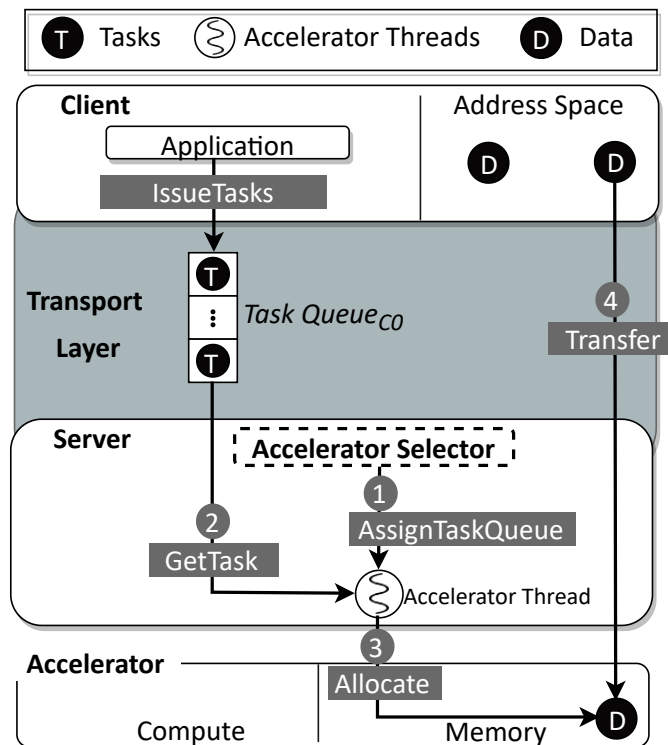 T Tasks Accelerator Threads D Data
Client Address Space
Application
D D
IssueTasks
T
Transport
Layer
Task Queue C0
4
Transfer
T
Server
Accelerator Selector
1
2
AssignTaskQueue
GetTask
Accelerator Thread
3
Accelerator
Allocate
D
Compute Memory